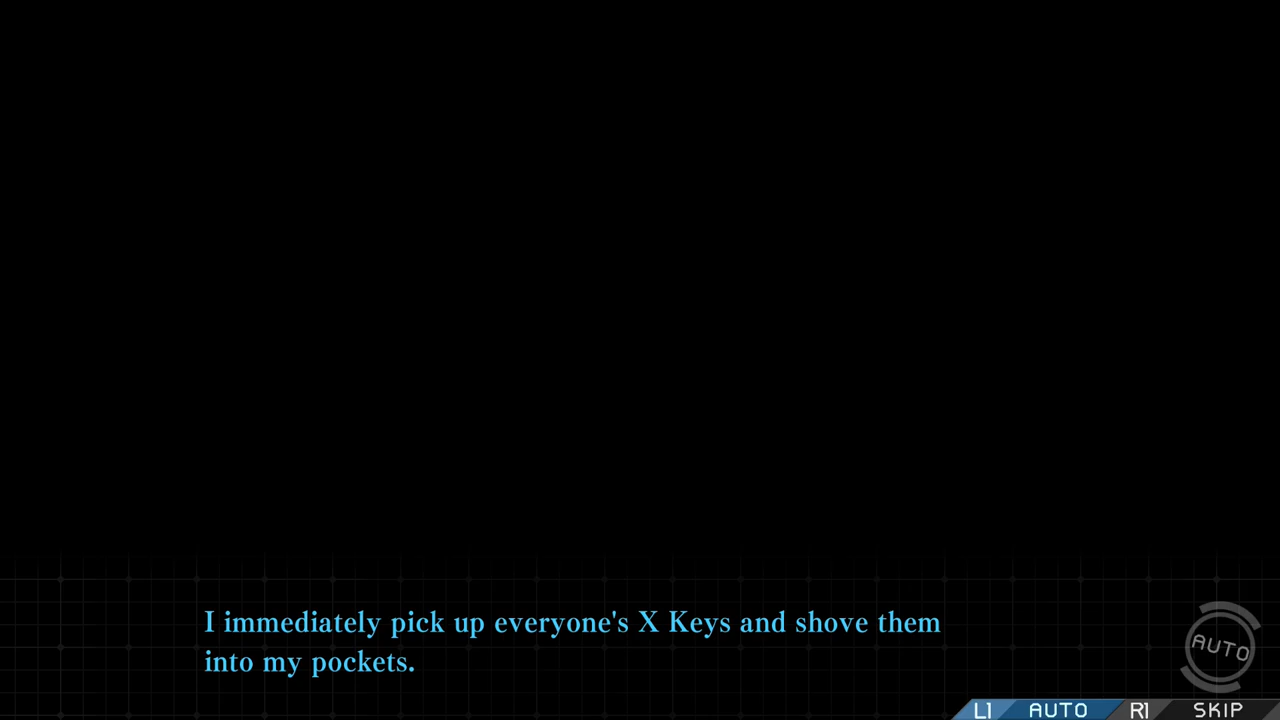 I immediately pick up everyone's X Keys and shove them
into my pockets.
AUTO
L1 AUTO R1 SKIP